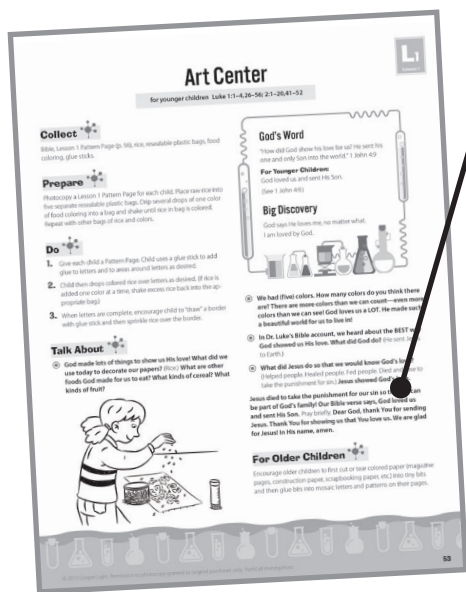 L1
Lesson 1
Art Center
for younger children Luke 1:1–4,26–56; 2:1–20,41–52
Collect
Bible, Lesson 1 Pattern Page (p. 56), rice, resealable plastic bags, food
coloring, glue sticks.
Prepare
Photocopy a Lesson 1 Pattern Page for each child. Place raw rice into
five separate resealable plastic bags. Drip several drops of one color
of food coloring into a bag and shake until rice in bag is colored.
Repeat with other bags of rice and colors.
Do
1. Give each child a Pattern Page. Child uses a glue stick to add
glue to letters and to areas around letters as desired.
2. Child then drops colored rice over letters as desired. (If rice is
added one color at a time, shake excess rice back into the ap-
propriate bag.)
3. When letters are complete, encourage child to "draw" a border
with glue stick and then sprinkle rice over the border.
Talk About
God made lots of things to show us His love! What did we
use today to decorate our papers? (Rice.) What are other
foods God made for us to eat? What kinds of cereal? What
kinds of fruit?
God's Word
"How did God show his love for us? He sent his
one and only Son into the world." 1 John 4:9
For Younger Children:
God loved us and sent His Son.
(See 1 John 4:6)
Big Discovery
God says He loves me, no matter what.
I am loved by God.
We had (five) colors. How many colors do you think there
are? There are more colors than we can count—even more
colors than we can see! God loves us a LOT. He made such
a beautiful world for us to live in!
In Dr. Luke's Bible account, we heard about the BEST way
God showed us His love. What did God do? (He sent Jesus
to Earth.)
What did Jesus do so that we would know God's love?
(Helped people. Healed people. Fed people. Died and rose to
take the punishment for sin.) Jesus showed God's
Jesus died to take the punishment for our sin so that can
be part of God's family! Our Bible verse says, God loved us
and sent His Son. Pray briefly, Dear God, thank You for sending
Jesus. Thank You for showing us that You love us. We are glad
for Jesus! In His name, amen.
For Older Children
Encourage older children to first cut or tear colored paper (magazine
pages, construction paper, scrapbooking paper, etc.) into tiny bits
and then glue bits into mosaic letters and patterns on their pages.
53